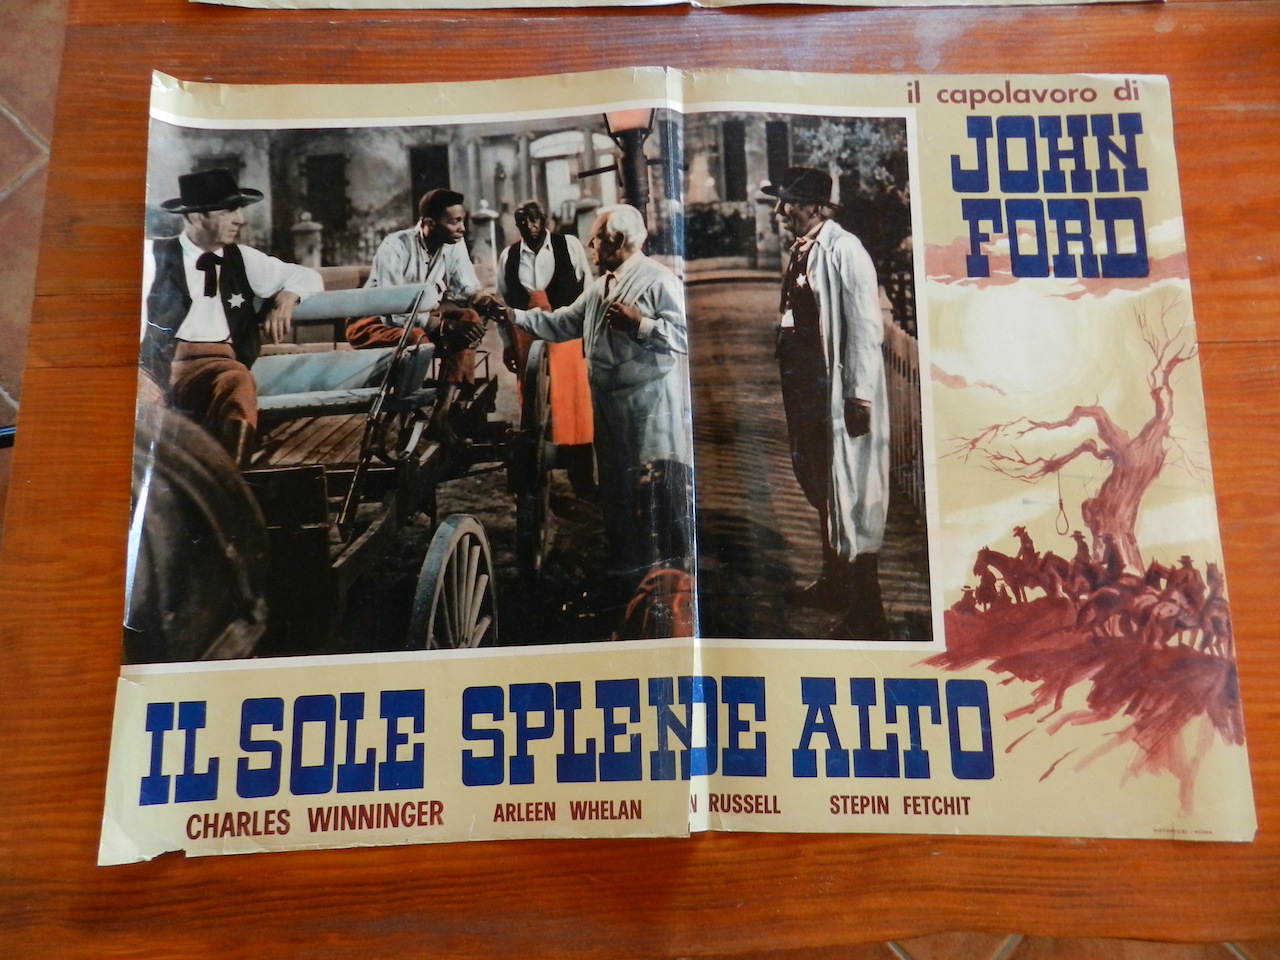 il capolavoro di
JOHN
FORD
IL SOLE SPLENDE ALTO
CHARLES WINNINGER ARLEEN WHELAN N RUSSELL STEPIN FETCHIT